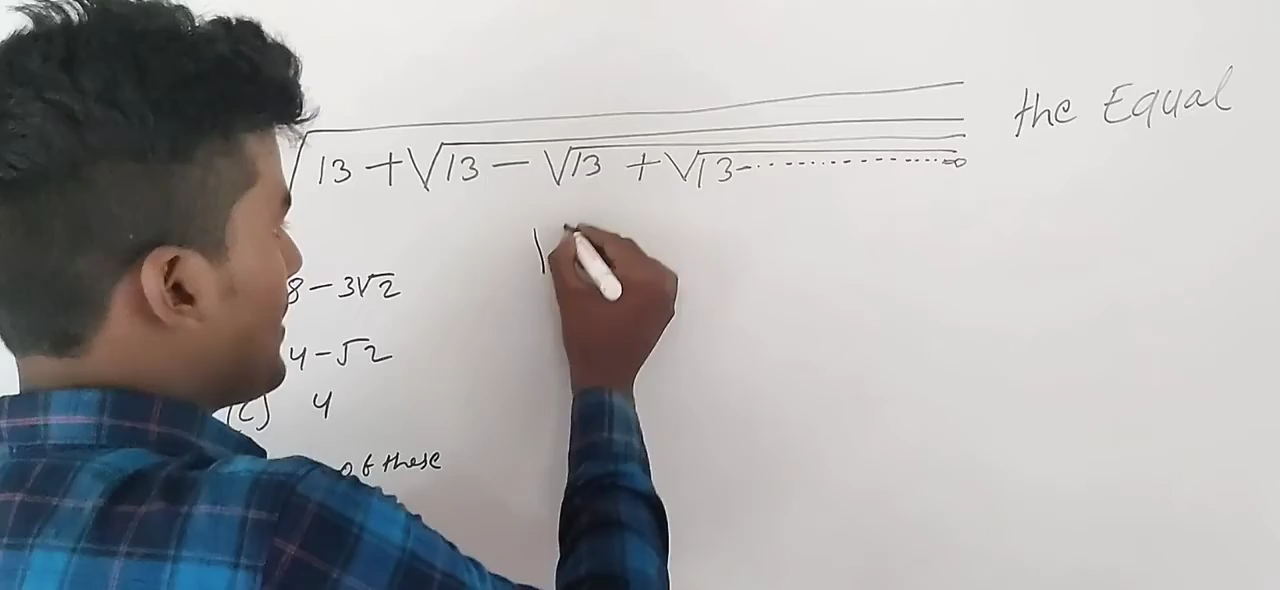 √13 + √13 − √13 + √13 - ............ ∞ the Equal
8 − 3√2
4 − √2
(C) 4
of these